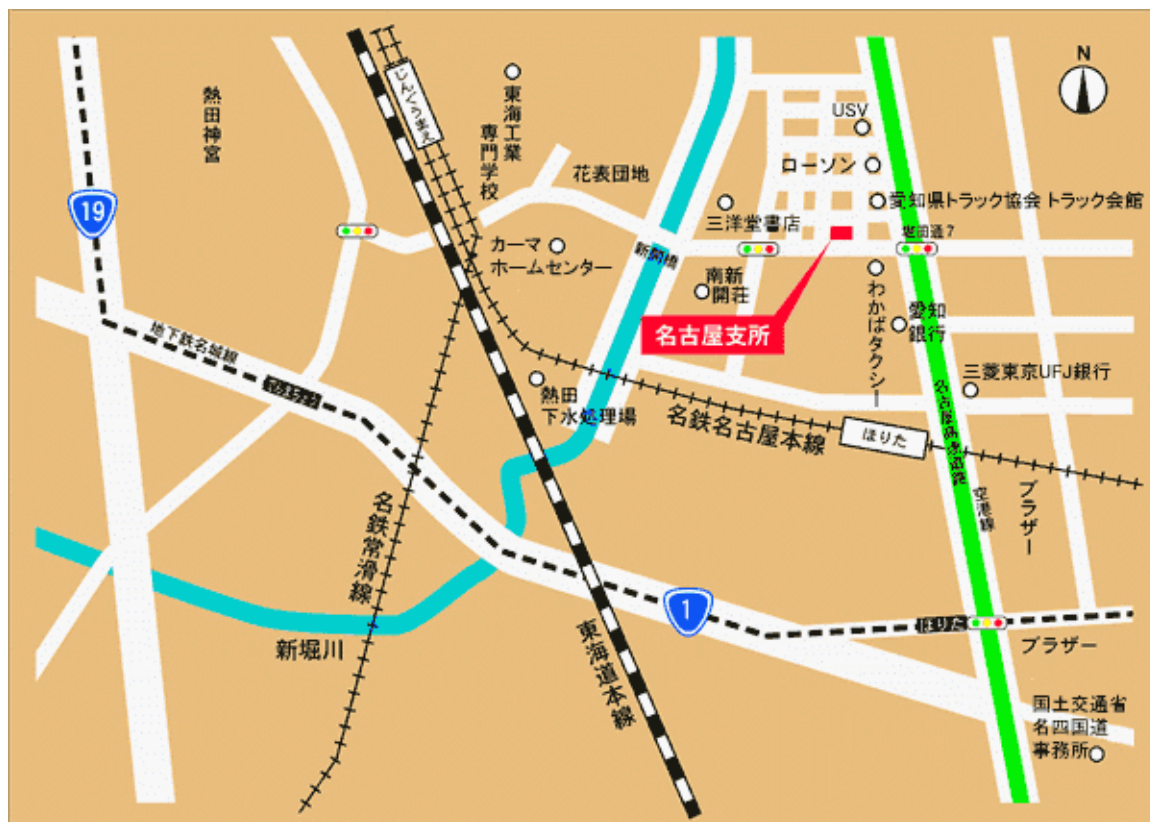 N
熱田神宮
じんぐうまえ
東海工業
専門学校
花表団地
USV
ローソン
愛知県トラック協会 トラック会館
三洋堂書店
堀田通7
19
カーマ
ホームセンター
新開橋
南新
開荘
わかばタクシー
愛知
銀行
名古屋支所
地下鉄名城線
三菱東京UFJ銀行
熱田
下水処理場
名鉄名古屋本線
ほりた
名古屋高速道路
空港線
ブラザー
名鉄常滑線
1
新堀川
東海道本線
ほりた
ブラザー
国土交通省
名四国道
事務所